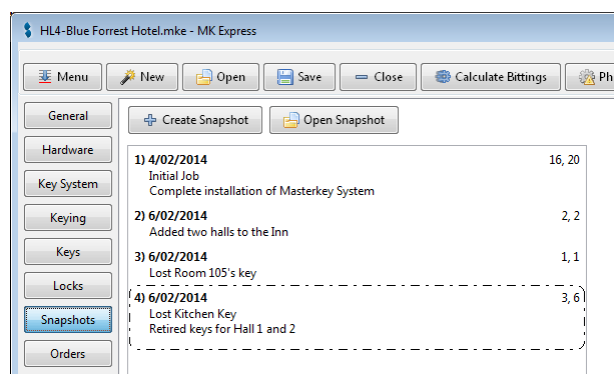 HL4-Blue Forrest Hotel.mke - MK Express
Menu New Open Save Close Calculate Bittings Ph
General
Hardware
Key System
Keying
Keys
Locks
Snapshots
Orders
Create Snapshot Open Snapshot
1) 4/02/2014 16, 20
Initial Job
Complete installation of Masterkey System
2) 6/02/2014 2, 2
Added two halls to the Inn
3) 6/02/2014 1, 1
Lost Room 105's key
4) 6/02/2014 3, 6
Lost Kitchen Key
Retired keys for Hall 1 and 2